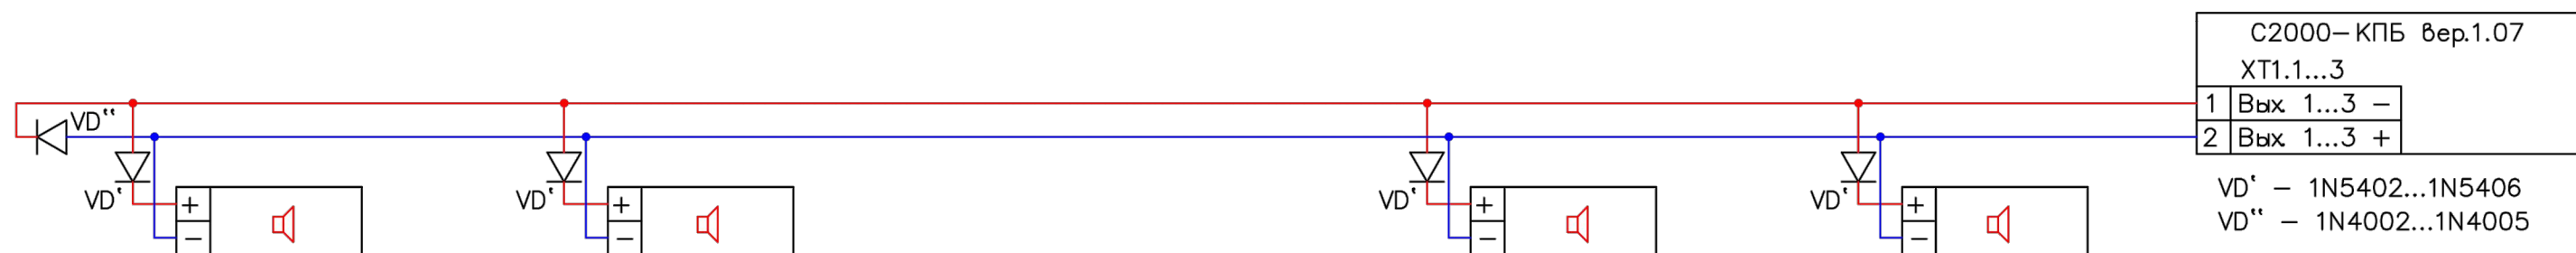 С2000-КПБ вер.1.07
XT1.1...3
1 Вых. 1...3 -
2 Вых. 1...3 +
VD‘‘
VD‘ VD‘ VD‘ VD‘
+ + + +
- - - -
VD‘ - 1N5402...1N5406
VD‘‘ - 1N4002...1N4005